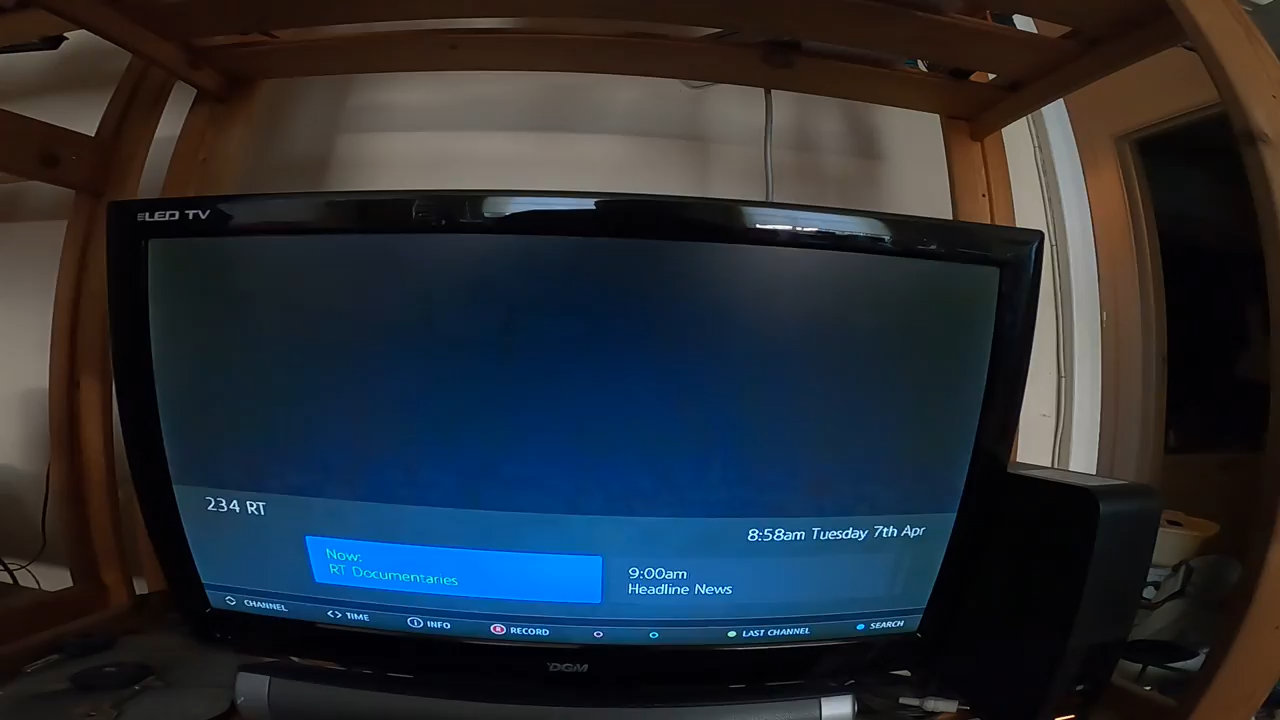 LED TV
234 RT
8:58am Tuesday 7th Apr
Now:
RT Documentaries
9:00am
Headline News
CHANNEL
<> TIME
i INFO
R RECORD
LAST CHANNEL
SEARCH
DGM